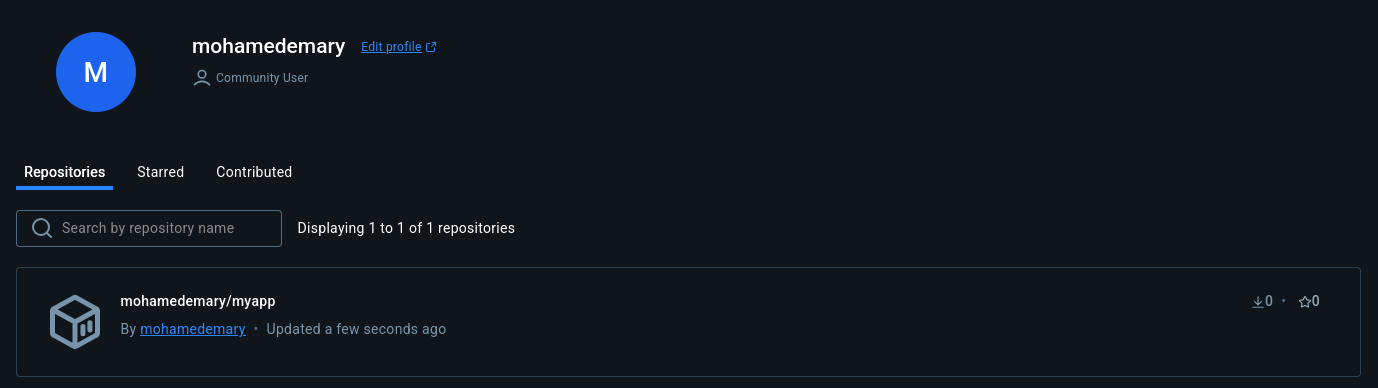 M
mohamedemary Edit profile
Community User
Repositories Starred Contributed
Search by repository name Displaying 1 to 1 of 1 repositories
mohamedemary/myapp 0 • 0
By mohamedemary • Updated a few seconds ago